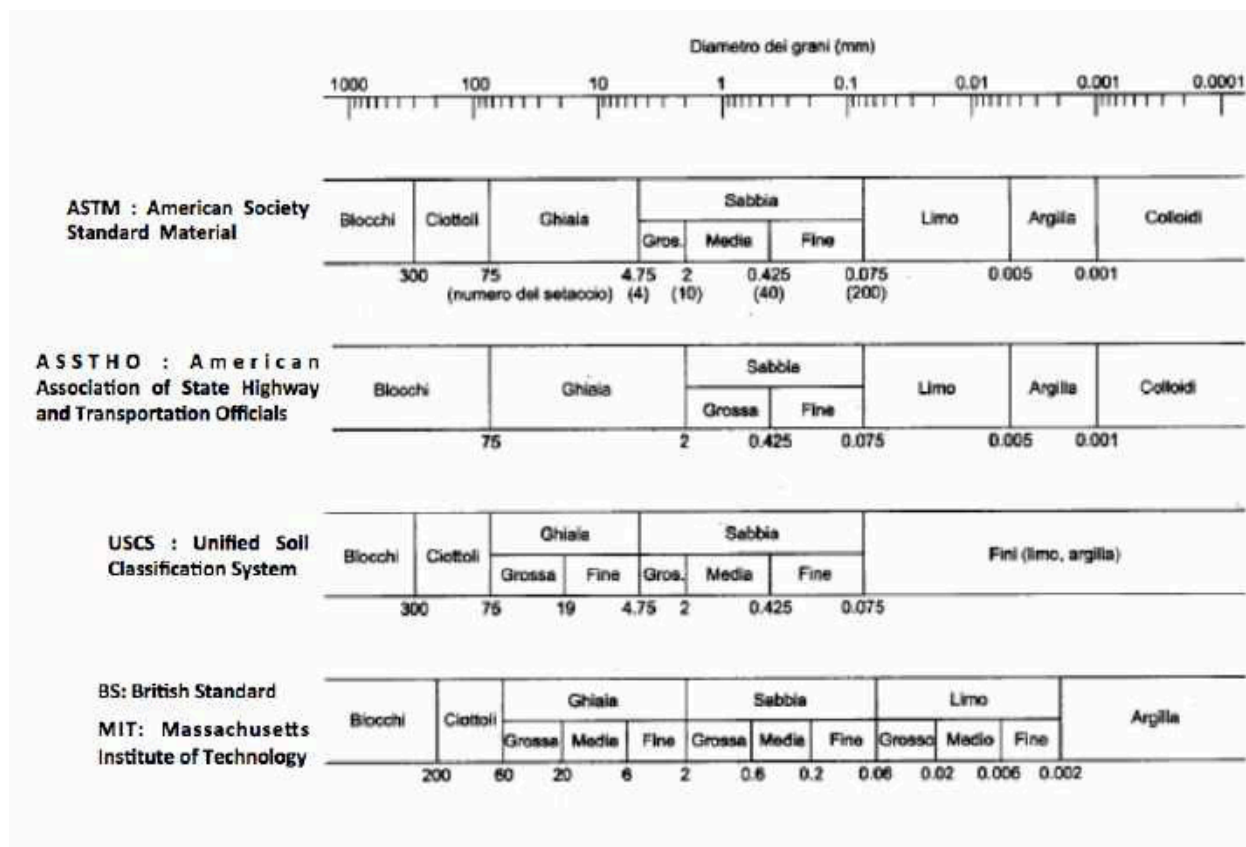 Diametro dei grani (mm)
1000 100 10 1 0.1 0.01 0.001 0.0001
ASTM : American Society
Standard Material
Sabbia
Blocchi Ciottoli Ghiaia Limo Argilla Colloidi
Gros. Media Fine
300 75 4.75 2 0.425 0.075 0.005 0.001
(numero del setaccio) (4) (10) (40) (200)
ASSTHO : American
Association of State Highway
and Transportation Officials
Sabbia
Blocchi Ghiaia Limo Argilla Colloidi
Grossa Fine
75 2 0.425 0.075 0.005 0.001
USCS : Unified Soil
Classification System
Ghiaia Sabbia
Blocchi Ciottoli Fini (limo, argilla)
Grossa Fine Gros. Media Fine
300 75 19 4.75 2 0.425 0.075
BS: British Standard
MIT: Massachusetts
Institute of Technology
Ghiaia Sabbia Limo
Blocchi Ciottoli Argilla
Grossa Media Fine Grossa Media Fine Grosso Medio Fine
200 60 20 6 2 0.6 0.2 0.06 0.02 0.006 0.002